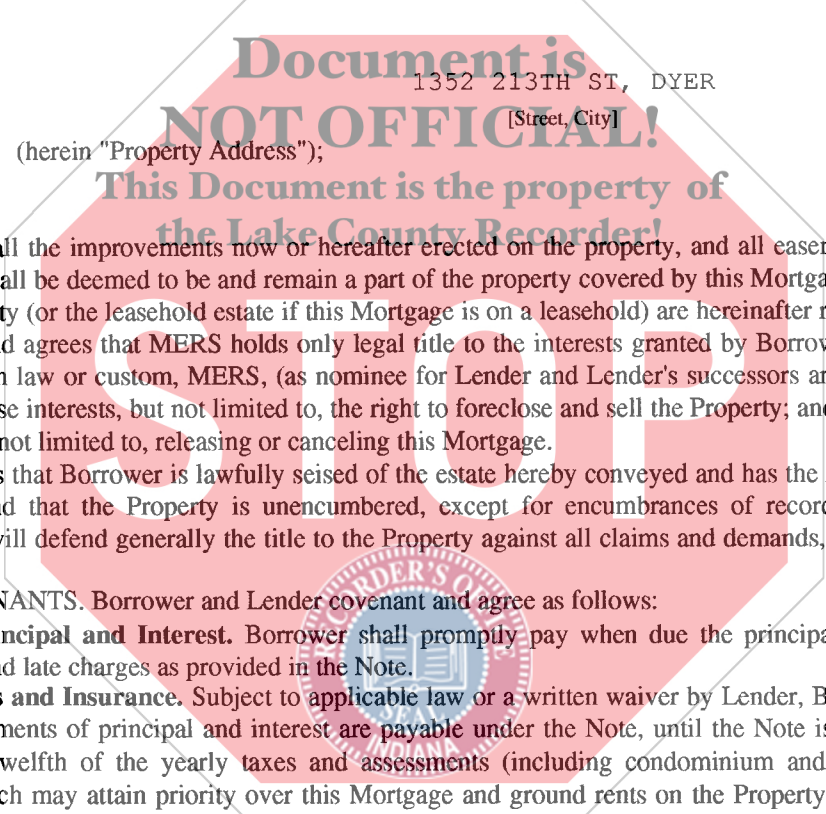 Document is
1352 213TH ST, DYER
NOT OFFICIAL!
[Street, City]
(herein "Property Address");
This Document is the property of
the Lake County Recorder!
all the improvements now or hereafter erected on the property, and all
all be deemed to be and remain a part of the property covered by this
(or the leasehold estate if this Mortgage is on a leasehold) are hereinafter
agrees that MERS holds only legal title to the interests granted by
law or custom, MERS, (as nominee for Lender and Lender's successors
interests, but not limited to, the right to foreclose and sell the Property;
not limited to, releasing or canceling this Mortgage.
that Borrower is lawfully seised of the estate hereby conveyed and has the
that the Property is unencumbered, except for encumbrances of
will defend generally the title to the Property against all claims and demands,
STOP
NANTS. Borrower and Lender covenant and agree as follows:
ncipal and Interest. Borrower shall promptly pay when due the
late charges as provided in the Note.
and Insurance. Subject to applicable law or a written waiver by Lender,
ments of principal and interest are payable under the Note, until the Note
welfth of the yearly taxes and assessments (including condominium and
ch may attain priority over this Mortgage and ground rents on the Property
RECORDER'S OFFICE
SEAL
INDIANA